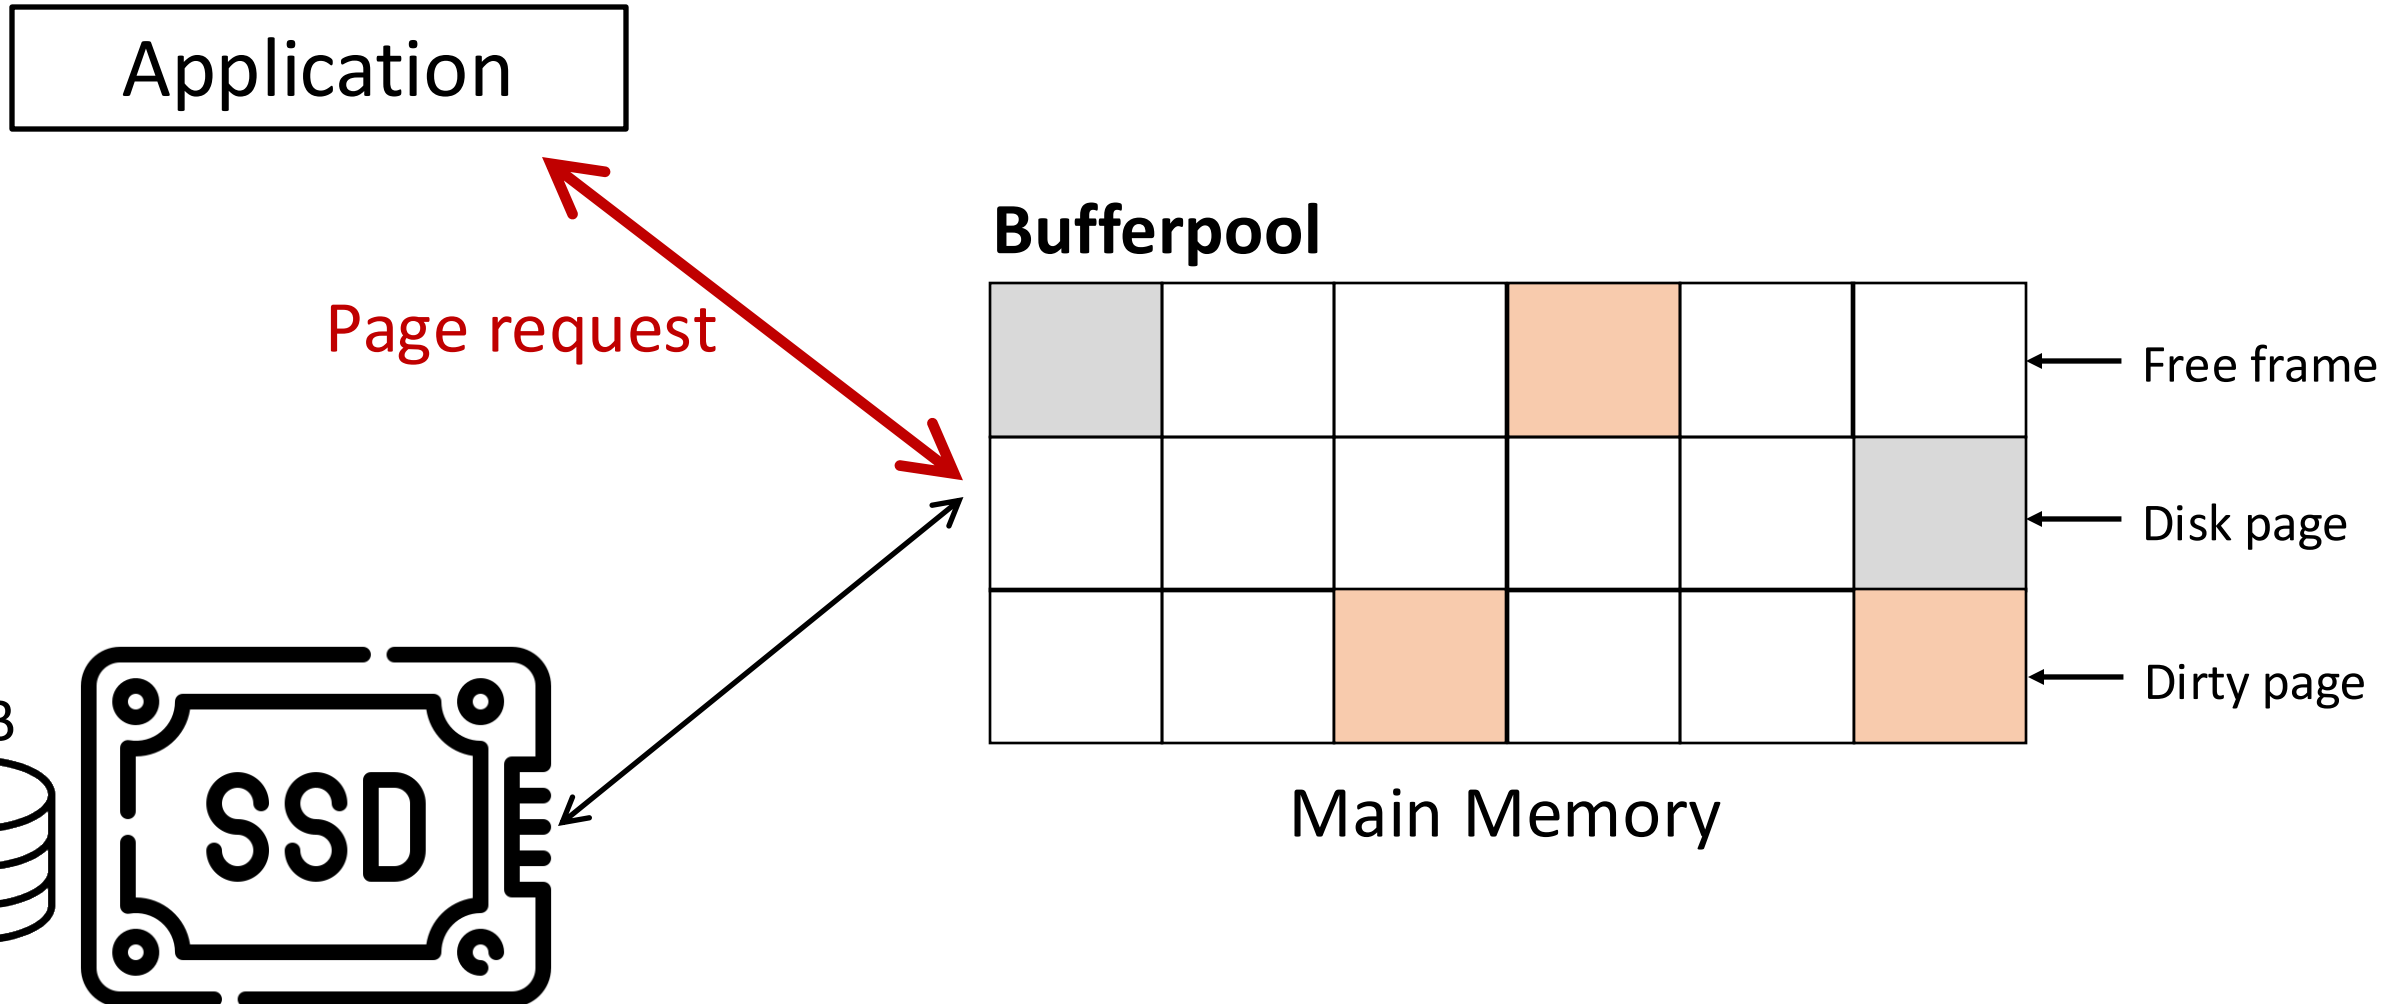 Application
Bufferpool
Page request
Free frame
Disk page
Dirty page
SSD
Main Memory